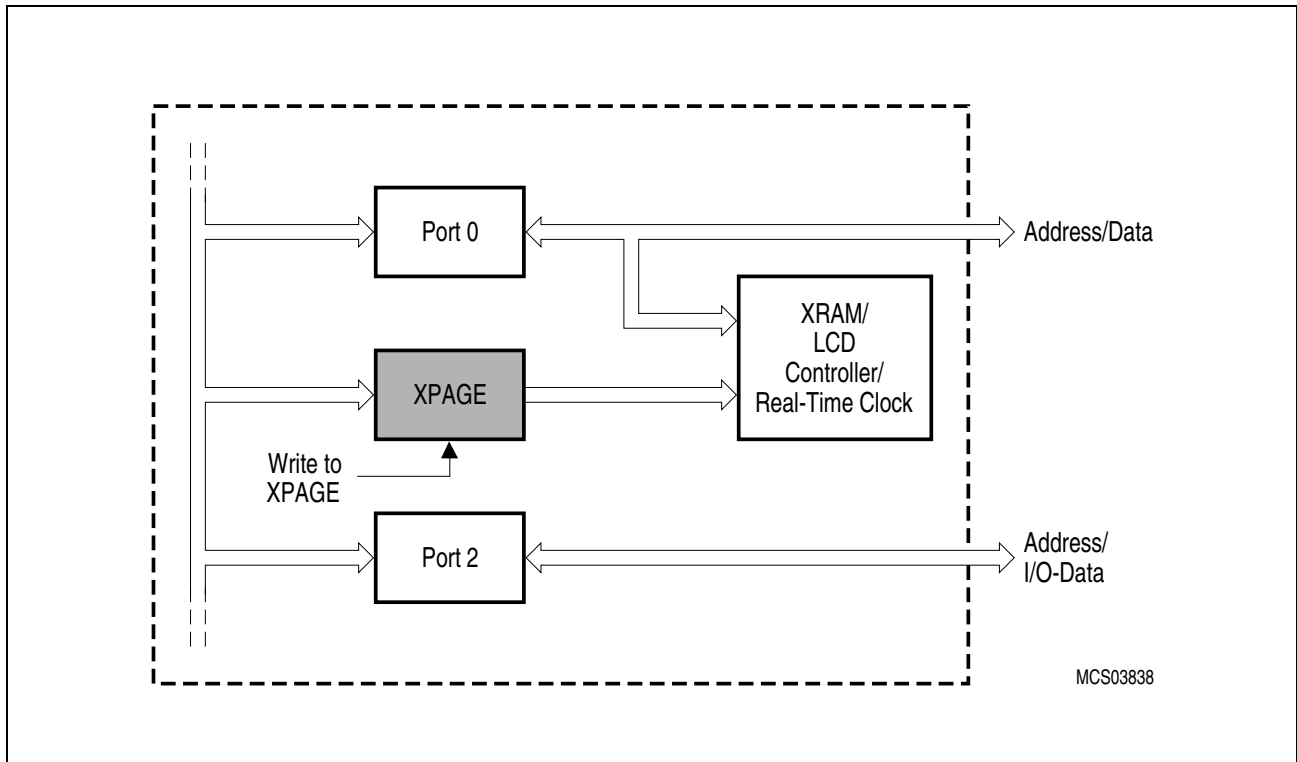 Port 0
Address/Data
XRAM/
LCD
Controller/
Real-Time Clock
XPAGE
Write to
XPAGE
Port 2
Address/
I/O-Data
MCS03838